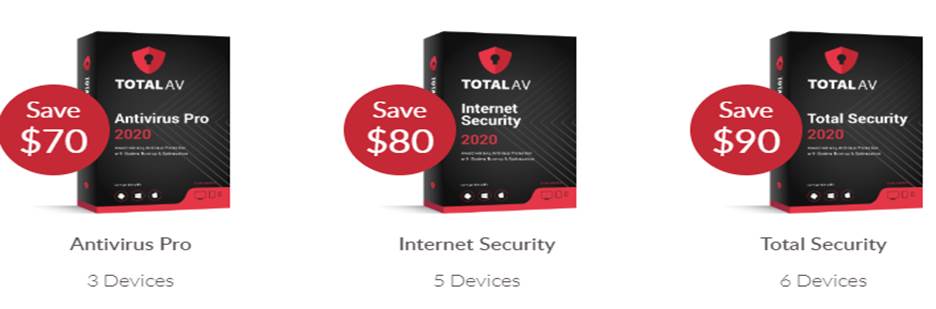 TOTALAV
Antivirus Pro
2020
Save
$70
Antivirus Pro
3 Devices
TOTALAV
Internet
Security
2020
Save
$80
Internet Security
5 Devices
TOTALAV
Total Security
2020
Save
$90
Total Security
6 Devices